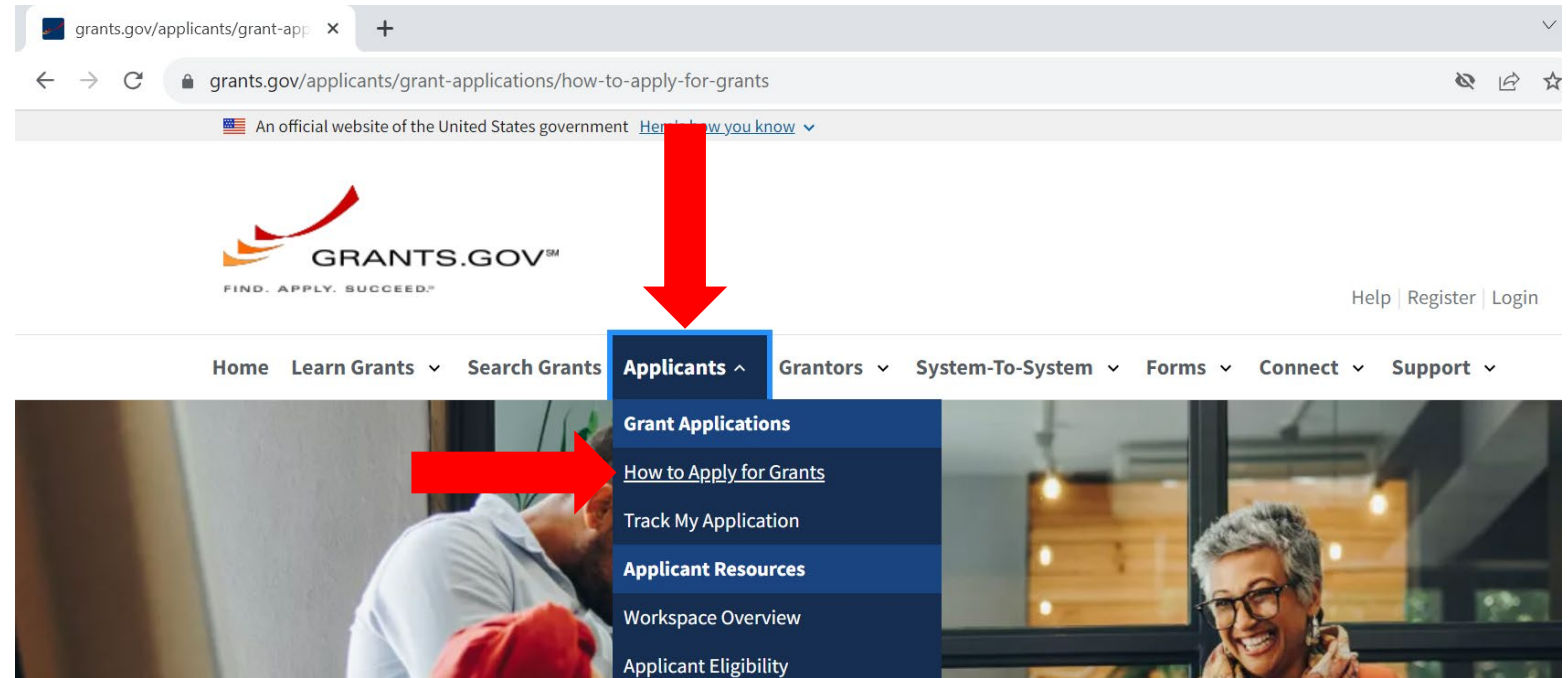 grants.gov/applicants/grant-app
grants.gov/applicants/grant-applications/how-to-apply-for-grants
An official website of the United States government you know
GRANTS.GOV℠
FIND. APPLY. SUCCEED.
Help | Register | Login
Home Learn Grants Search Grants Applicants Grantors System-To-System Forms Connect Support
Grant Applications
How to Apply for Grants
Track My Application
Applicant Resources
Workspace Overview
Applicant Eligibility